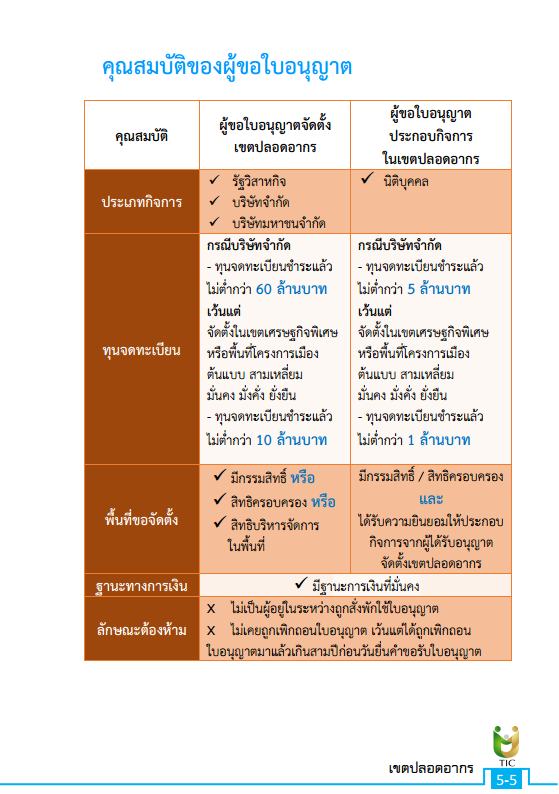 คุณสมบัติของผู้ขอใบอนุญาต
คุณสมบัติ
ผู้ขอใบอนุญาตจัดตั้ง
เขตปลอดอากร
ผู้ขอใบอนุญาต
ประกอบกิจการ
ในเขตปลอดอากร
ประเภทกิจการ
✓ รัฐวิสาหกิจ
✓ บริษัทจำกัด
✓ บริษัทมหาชนจำกัด
✓ นิติบุคคล
ทุนจดทะเบียน
กรณีบริษัทจำกัด
- ทุนจดทะเบียนชำระแล้ว
ไม่ต่ำกว่า 60 ล้านบาท
เว้นแต่
จัดตั้งในเขตเศรษฐกิจพิเศษ
หรือพื้นที่โครงการเมือง
ต้นแบบ สามเหลี่ยม
มั่นคง มั่งคั่ง ยั่งยืน
- ทุนจดทะเบียนชำระแล้ว
ไม่ต่ำกว่า 10 ล้านบาท
กรณีบริษัทจำกัด
- ทุนจดทะเบียนชำระแล้ว
ไม่ต่ำกว่า 5 ล้านบาท
เว้นแต่
จัดตั้งในเขตเศรษฐกิจพิเศษ
หรือพื้นที่โครงการเมือง
ต้นแบบ สามเหลี่ยม
มั่นคง มั่งคั่ง ยั่งยืน
- ทุนจดทะเบียนชำระแล้ว
ไม่ต่ำกว่า 1 ล้านบาท
พื้นที่ขอจัดตั้ง
✓ มีกรรมสิทธิ์ หรือ
✓ สิทธิครอบครอง หรือ
✓ สิทธิบริหารจัดการ
ในพื้นที่
มีกรรมสิทธิ์ / สิทธิครอบครอง
และ
ได้รับความยินยอมให้ประกอบ
กิจการจากผู้ได้รับอนุญาต
จัดตั้งเขตปลอดอากร
ฐานะทางการเงิน
✓ มีฐานะการเงินที่มั่นคง
ลักษณะต้องห้าม
X ไม่เป็นผู้อยู่ในระหว่างถูกสั่งพักใช้ใบอนุญาต
X ไม่เคยถูกเพิกถอนใบอนุญาต เว้นแต่ได้ถูกเพิกถอน
ใบอนุญาตมาแล้วเกินสามปีก่อนวันยื่นคำขอรับใบอนุญาต
TIC
เขตปลอดอากร
5-5